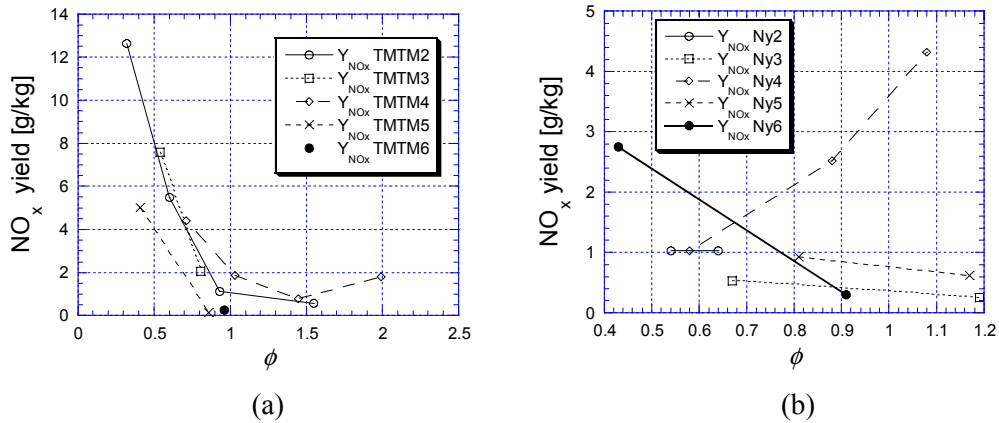 NOx yield [g/kg]
14
12
10
8
6
4
2
0
0 0.5 1 1.5 2 2.5
ϕ
YNOx TMTM2
YNOx TMTM3
YNOx TMTM4
YNOx TMTM5
YNOx TMTM6
(a)
NOx yield [g/kg]
5
4
3
2
1
0
0.4 0.5 0.6 0.7 0.8 0.9 1 1.1 1.2
ϕ
YNOx Ny2
YNOx Ny3
YNOx Ny4
YNOx Ny5
YNOx Ny6
(b)